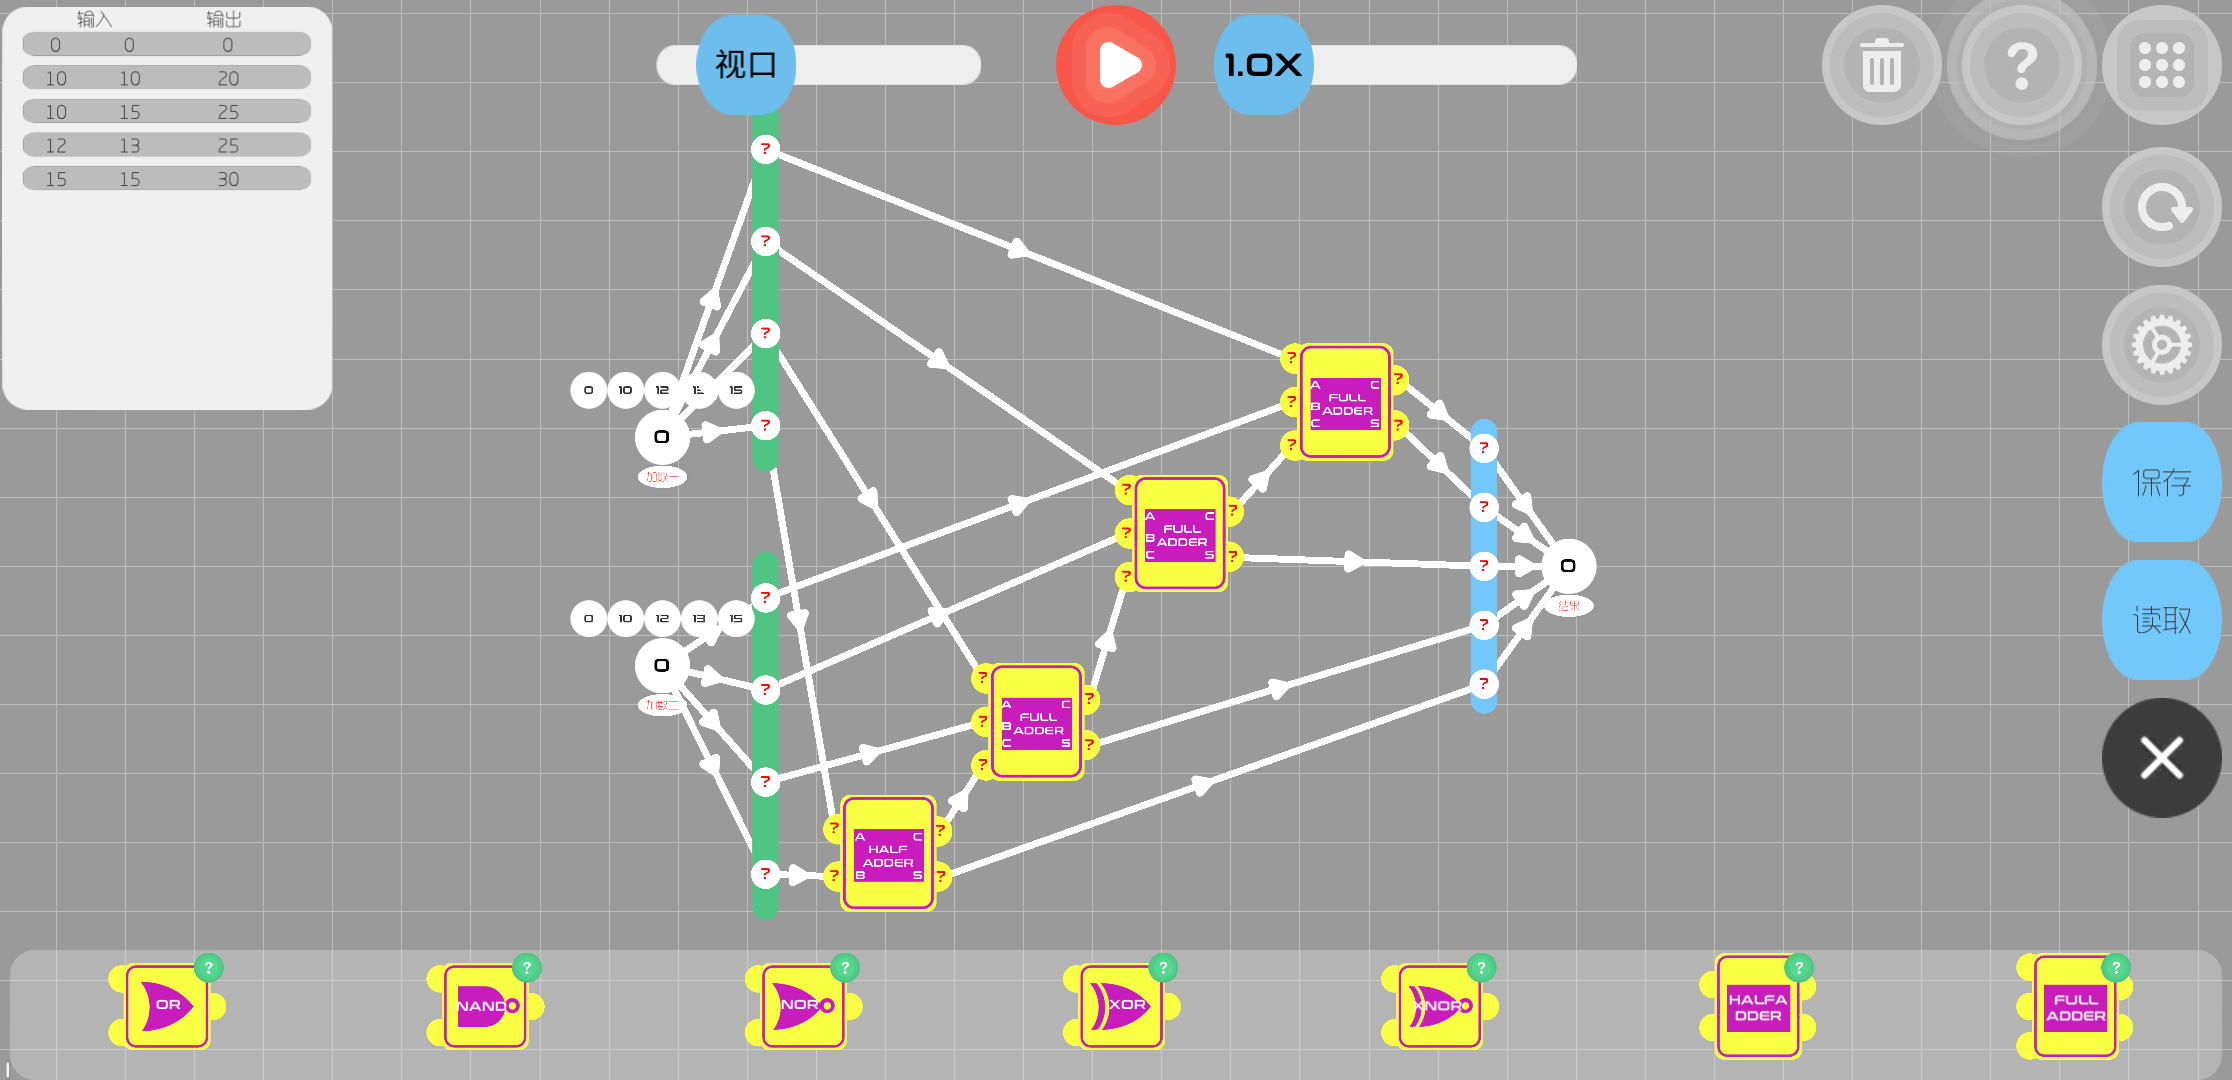 输入 输出
0 0 0
10 10 20
10 15 25
12 13 25
15 15 30
视口
1.0X
?
保存
读取
?
?
?
?
0 10 12 15
0
加数一
?
?
?
?
0 10 12 13 15
0
加数二
? A C ?
FULL ADDER
? B
? C S ?
? A C ?
FULL ADDER
? B
? C S ?
? A C ?
FULL ADDER
? B
? C S ?
? A C ?
HALF ADDER
? B S ?
?
?
?
?
?
0
结果
OR ?
NAND ?
NOR ?
XOR ?
XNOR ?
HALFA
DDER ?
FULL
ADDER ?